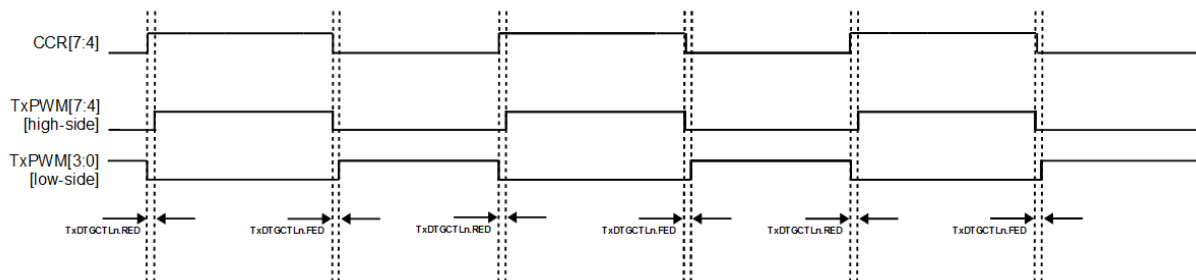 CCR[7:4]
TxPWM[7:4]
[high-side]
TxPWM[3:0]
[low-side]
TxDTGCTLn.RED
TxDTGCTLn.FED
TxDTGCTLn.RED
TxDTGCTLn.FED
TxDTGCTLn.RED
TxDTGCTLn.FED